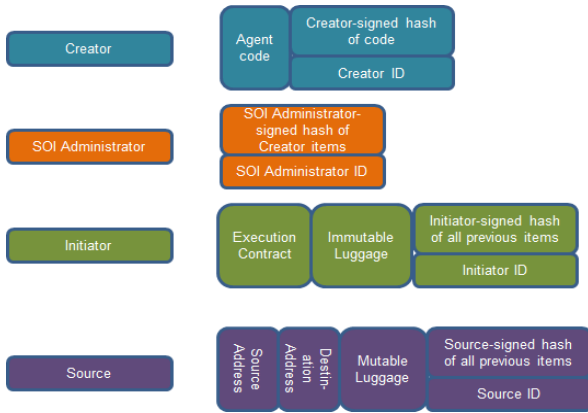 Creator
Agent
code
Creator-signed hash
of code
Creator ID
SOI Administrator
SOI Administrator-
signed hash of
Creator items
SOI Administrator ID
Initiator
Execution
Contract
Immutable
Luggage
Initiator-signed hash
of all previous items
Initiator ID
Source
Source
Address
Destin-
ation
Address
Mutable
Luggage
Source-signed hash
of all previous items
Source ID